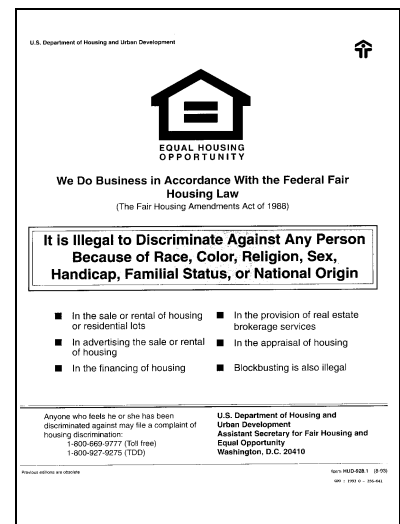 U.S. Department of Housing and Urban Development
EQUAL HOUSING
OPPORTUNITY
We Do Business in Accordance With the Federal Fair
Housing Law
(The Fair Housing Amendments Act of 1988)
It is Illegal to Discriminate Against Any Person
Because of Race, Color, Religion, Sex,
Handicap, Familial Status, or National Origin
■ In the sale or rental of housing
or residential lots
■ In advertising the sale or rental
of housing
■ In the financing of housing
■ In the provision of real estate
brokerage services
■ In the appraisal of housing
■ Blockbusting is also illegal
Anyone who feels he or she has been
discriminated against may file a complaint of
housing discrimination:
1-800-669-9777 (Toll free)
1-800-927-9275 (TDD)
U.S. Department of Housing and
Urban Development
Assistant Secretary for Fair Housing and
Equal Opportunity
Washington, D.C. 20410
Previous editions are obsolete
form HUD-928.1 (8-93)